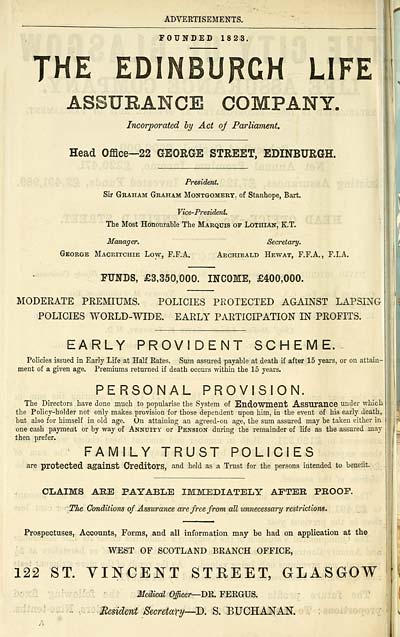 ADVERTISEMENTS.
FOUNDED 1823.
THE EDINBURGH LIFE
ASSURANCE COMPANY.
Incorporated by Act of Parliament.
Head Office—22 GEORGE STREET, EDINBURGH.
President.
Sir GRAHAM GRAHAM MONTGOMERY, of Stanhope, Bart.
Vice-President.
The Most Honourable The MARQUIS OF LOTHIAN, K.T.
Manager. Secretary.
GEORGE MACRITCHIE LOW, F.F.A. ARCHIBALD HEWAT, F.F.A., F.I.A.
FUNDS, £3,350,000. INCOME, £400,000.
MODERATE PREMIUMS. POLICIES PROTECTED AGAINST LAPSING
POLICIES WORLD-WIDE. EARLY PARTICIPATION IN PROFITS.
EARLY PROVIDENT SCHEME.
Policies issued in Early Life at Half Rates. Sum assured payable at death if after 15 years, or on attain-
ment of a given age. Premiums returned if death occurs within the 15 years.
PERSONAL PROVISION.
The Directors have done much to popularise the System of Endowment Assurance under which
the Policy-holder not only makes provision for those dependent upon him, in the event of his early death,
but also for himself in old age. On attaining an agreed-on age, the sum assured may be taken either in
one cash payment or by way of ANNUITY or PENSION during the remainder of life as the assured may
then prefer.
FAMILY TRUST POLICIES
are protected against Creditors, and held as a Trust for the persons intended to benefit.
CLAIMS ARE PAYABLE IMMEDIATELY AFTER PROOF.
The Conditions of Assurance are free from all unnecessary restrictions.
Prospectuses, Accounts, Forms, and all information may be had on application at the
WEST OF SCOTLAND BRANCH OFFICE,
122 ST. VINCENT STREET, GLASGOW
Medical Officer—DR. FERGUS.
Resident Secretary—D. S. BUCHANAN.